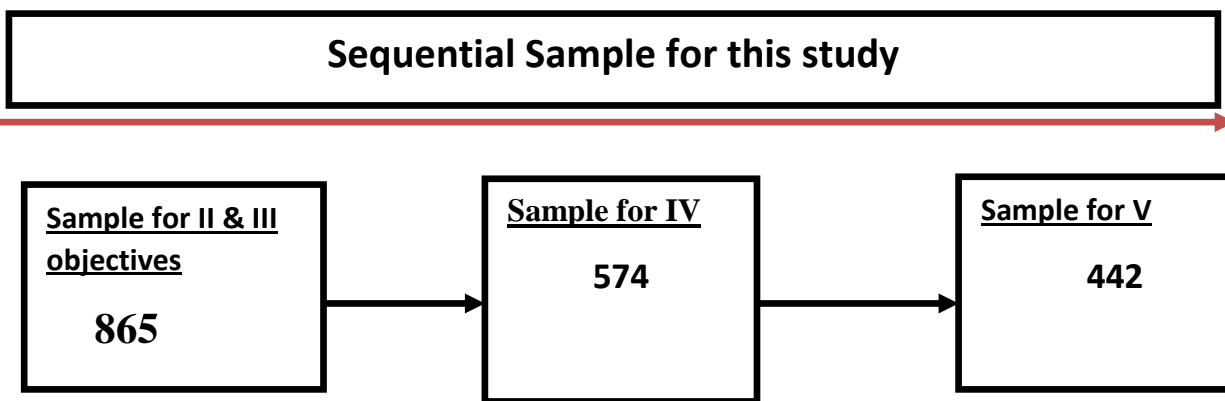 Sequential Sample for this study
Sample for II & III
objectives
865
Sample for IV
574
Sample for V
442